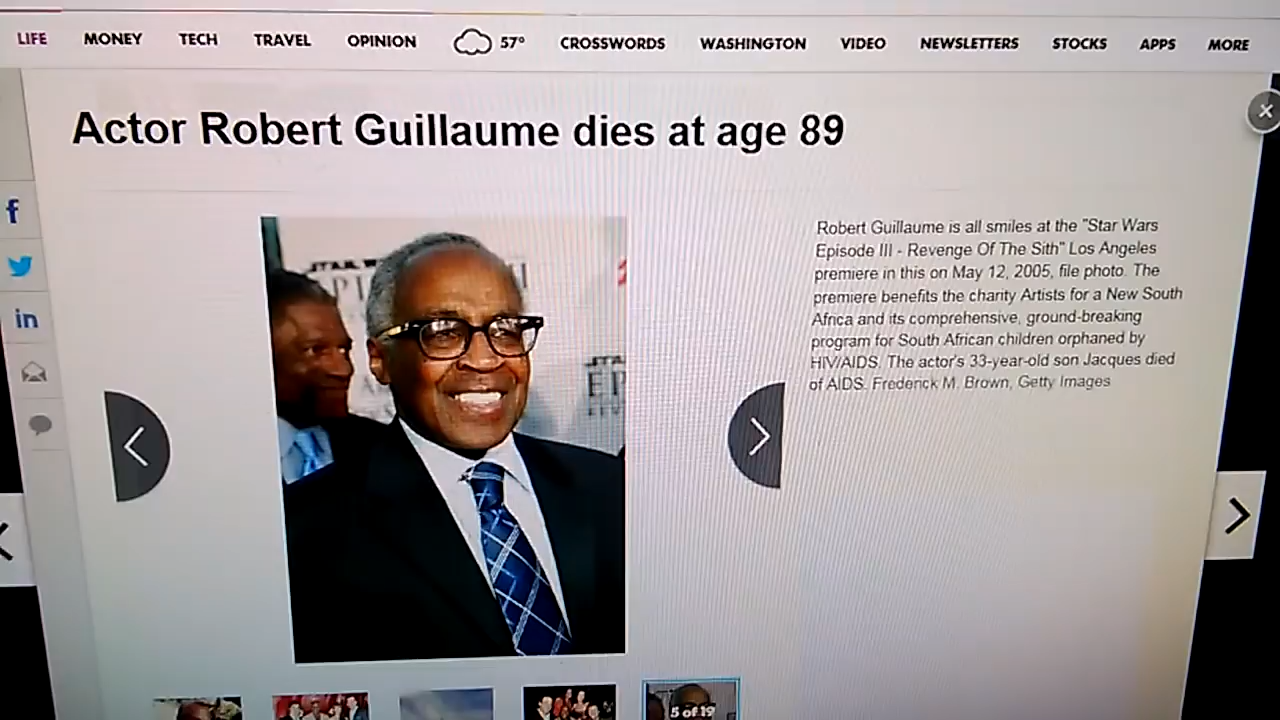 LIFE MONEY TECH TRAVEL OPINION 57° CROSSWORDS WASHINGTON VIDEO NEWSLETTERS STOCKS APPS MORE
Actor Robert Guillaume dies at age 89
f
in
Robert Guillaume is all smiles at the "Star Wars
Episode III - Revenge Of The Sith" Los Angeles
premiere in this on May 12, 2005, file photo. The
premiere benefits the charity Artists for a New South
Africa and its comprehensive, ground-breaking
program for South African children orphaned by
HIV/AIDS. The actor's 33-year-old son Jacques died
of AIDS. Frederick M. Brown, Getty Images
5 of 19